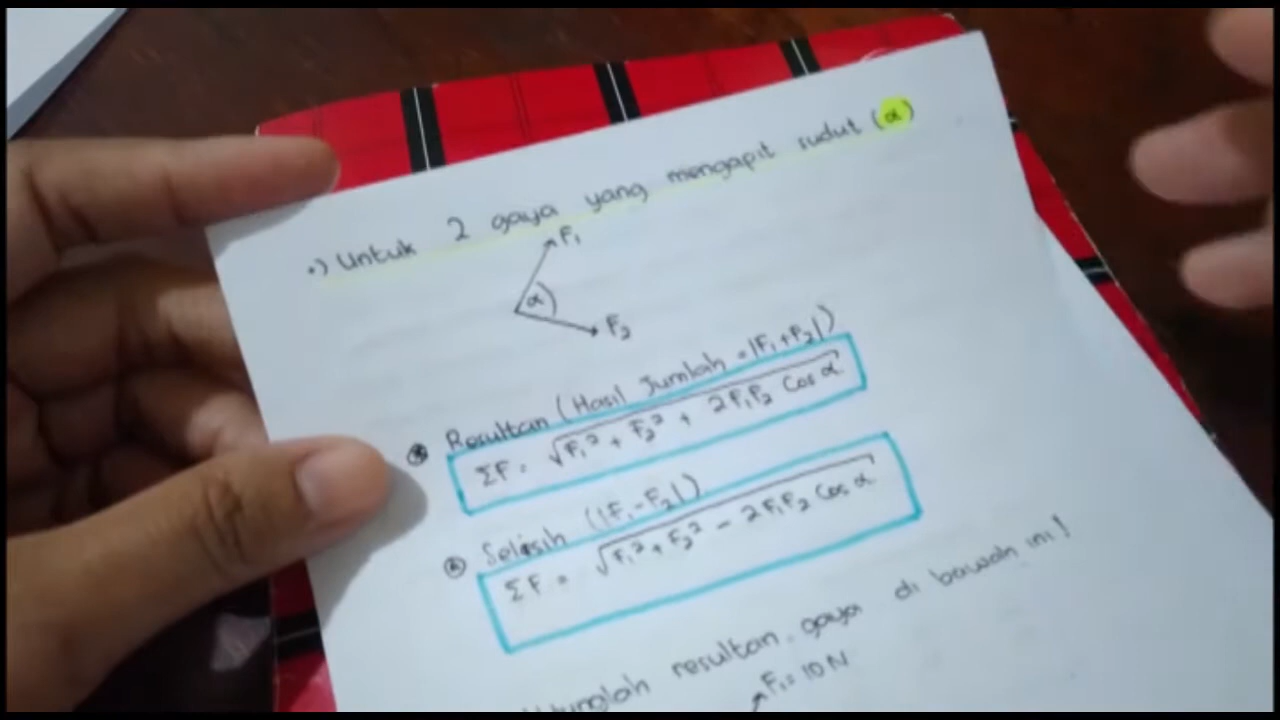 •) Untuk 2 gaya yang mengapit sudut (α)
F₁
α
F₂
Resultan (Hasil Jumlah = |F₁+F₂|)
ΣF = √F₁² + F₂² + 2F₁F₂ Cos α
Selisih (|F₁-F₂|)
ΣF = √F₁² + F₂² - 2F₁F₂ Cos α
resultan gaya di bawah ini!
F₁ = 10 N